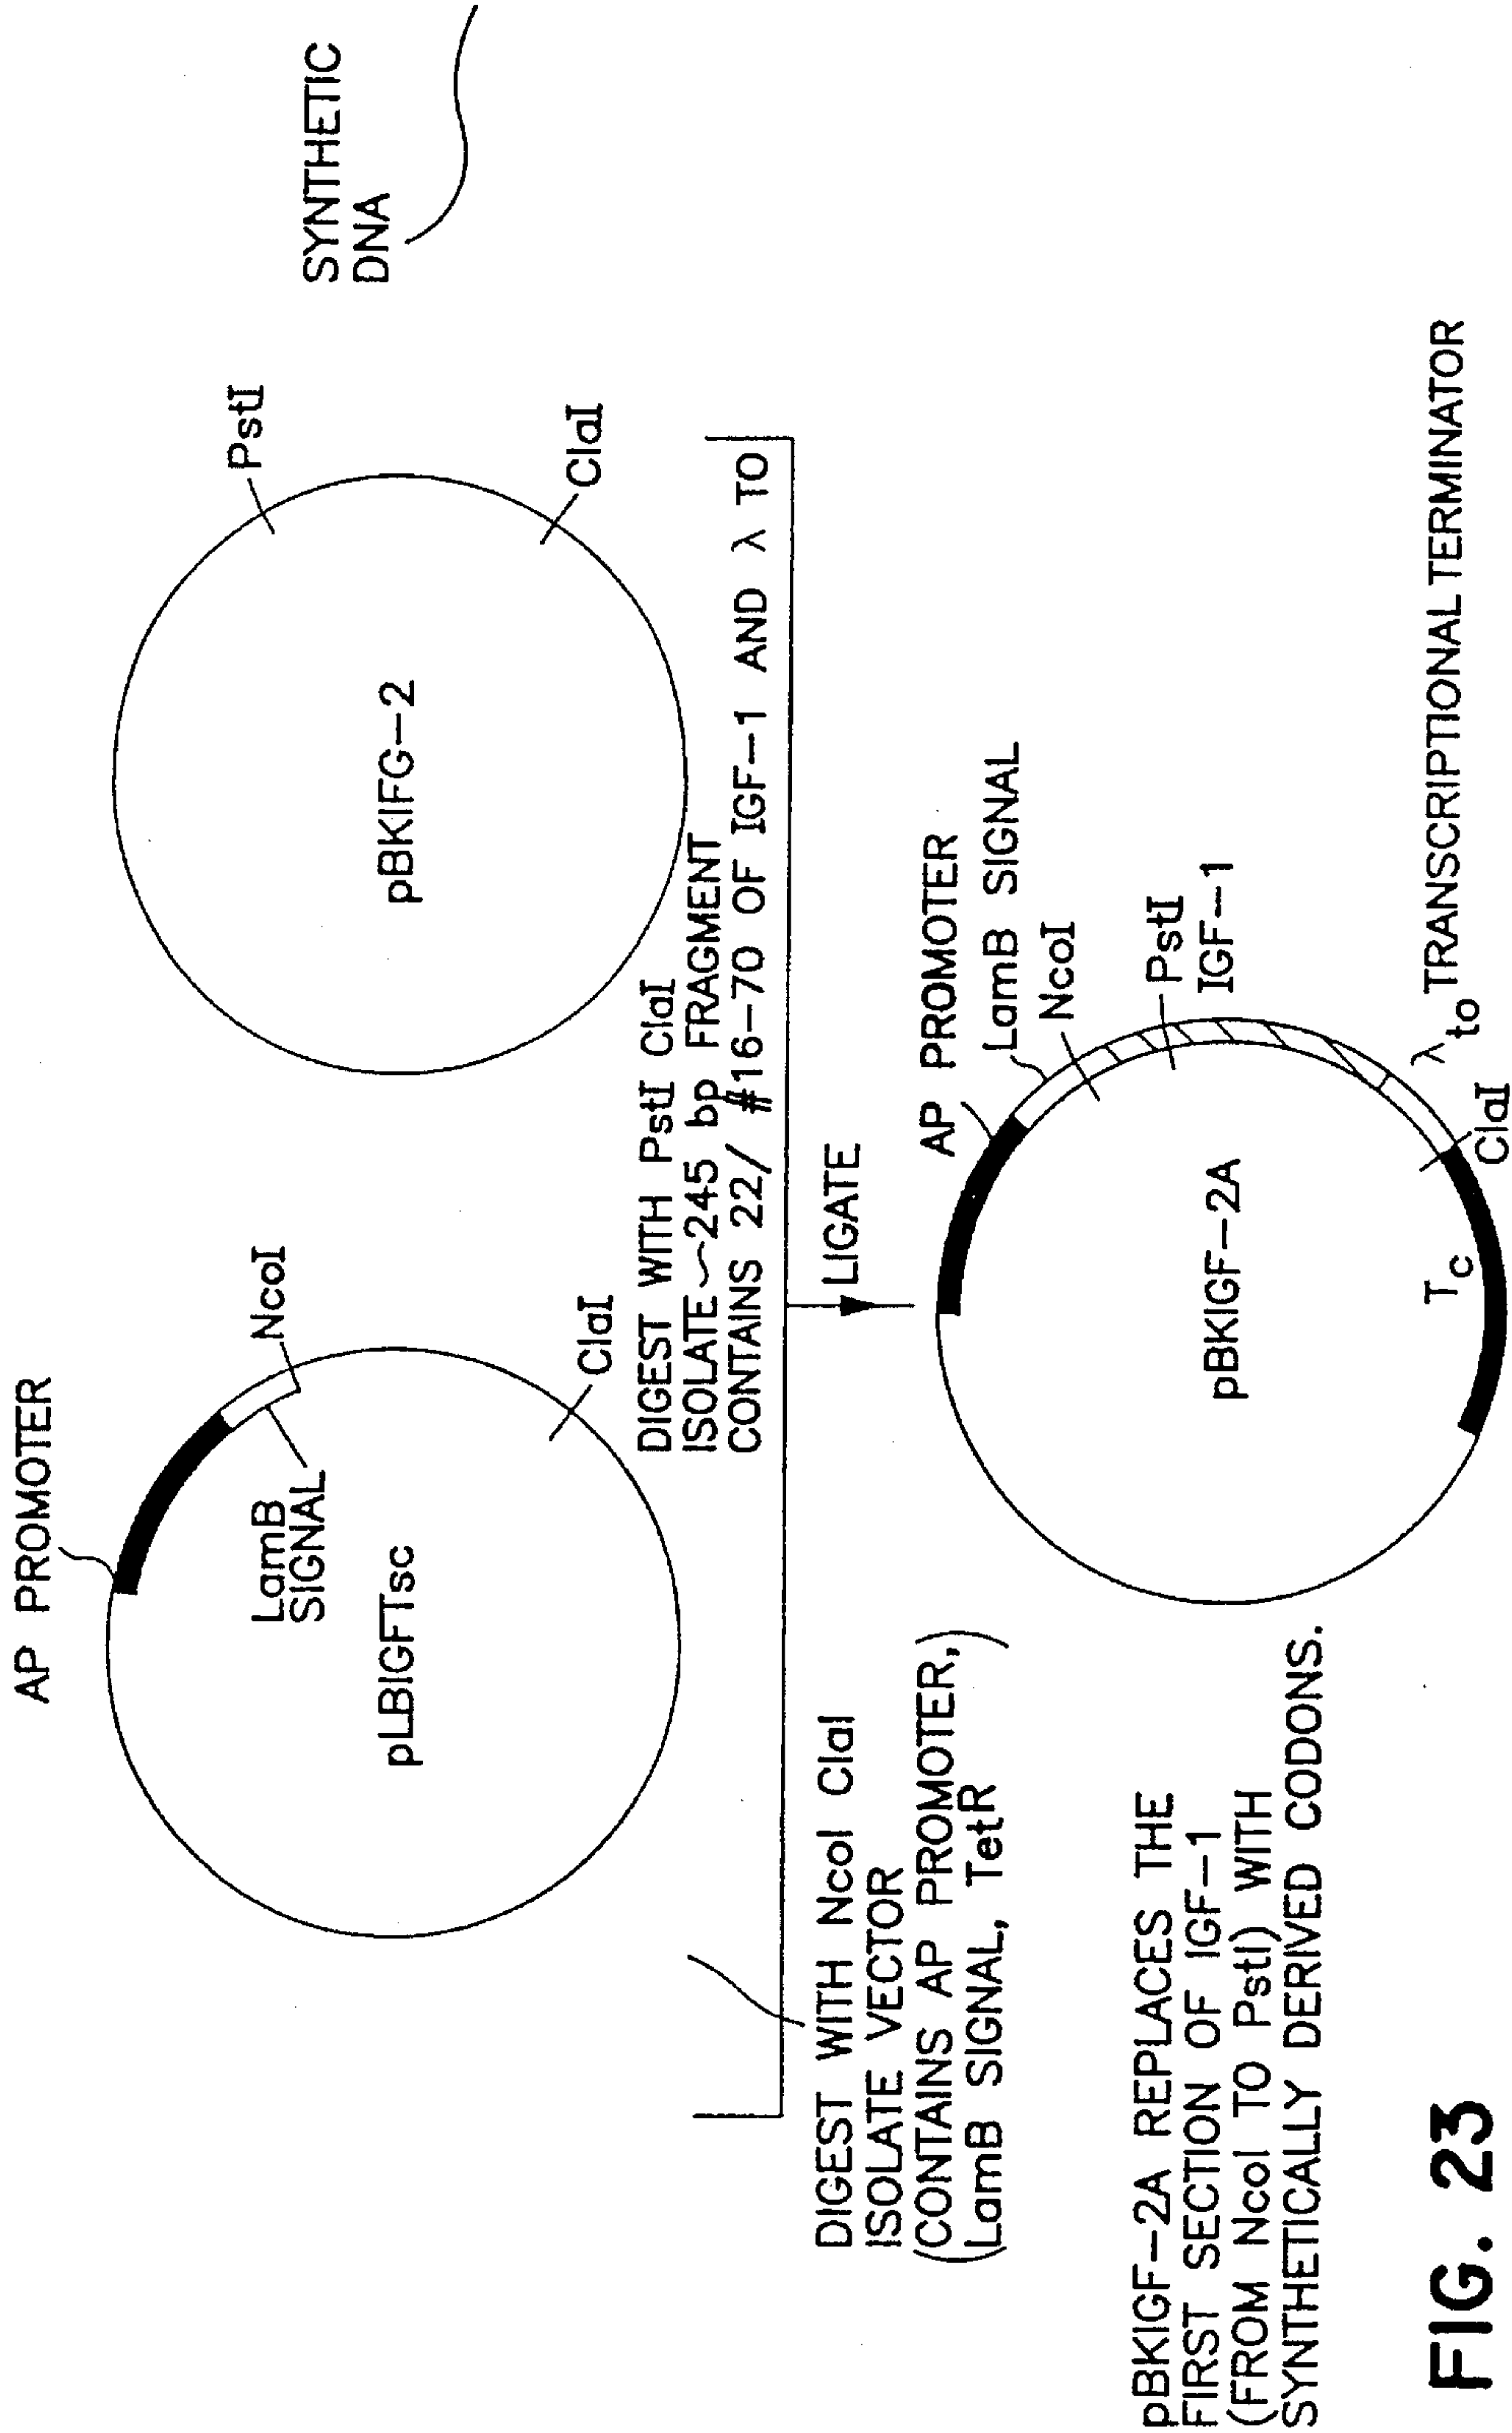 AP PROMOTER
NcoI
LamB
SIGNAL
pLBIGFTsc
ClaI
PstI
pBKIFG-2
ClaI
SYNTHETIC
DNA
DIGEST WITH PstI ClaI
ISOLATE ~245 bp FRAGMENT
CONTAINS 22/ #16-70 OF IGF-1 AND λ TO
DIGEST WITH NcoI ClaI
ISOLATE VECTOR
(CONTAINS AP PROMOTER,)
(LamB SIGNAL, TetR
LIGATE
AP PROMOTER
LamB SIGNAL
NcoI
PstI
IGF-1
pBKIGF-2A
Tc
ClaI
λ to TRANSCRIPTIONAL TERMINATOR
pBKIGF-2A REPLACES THE
FIRST SECTION OF IGF-1
(FROM NcoI TO PstI) WITH
SYNTHETICALLY DERIVED CODONS.
FIG. 23